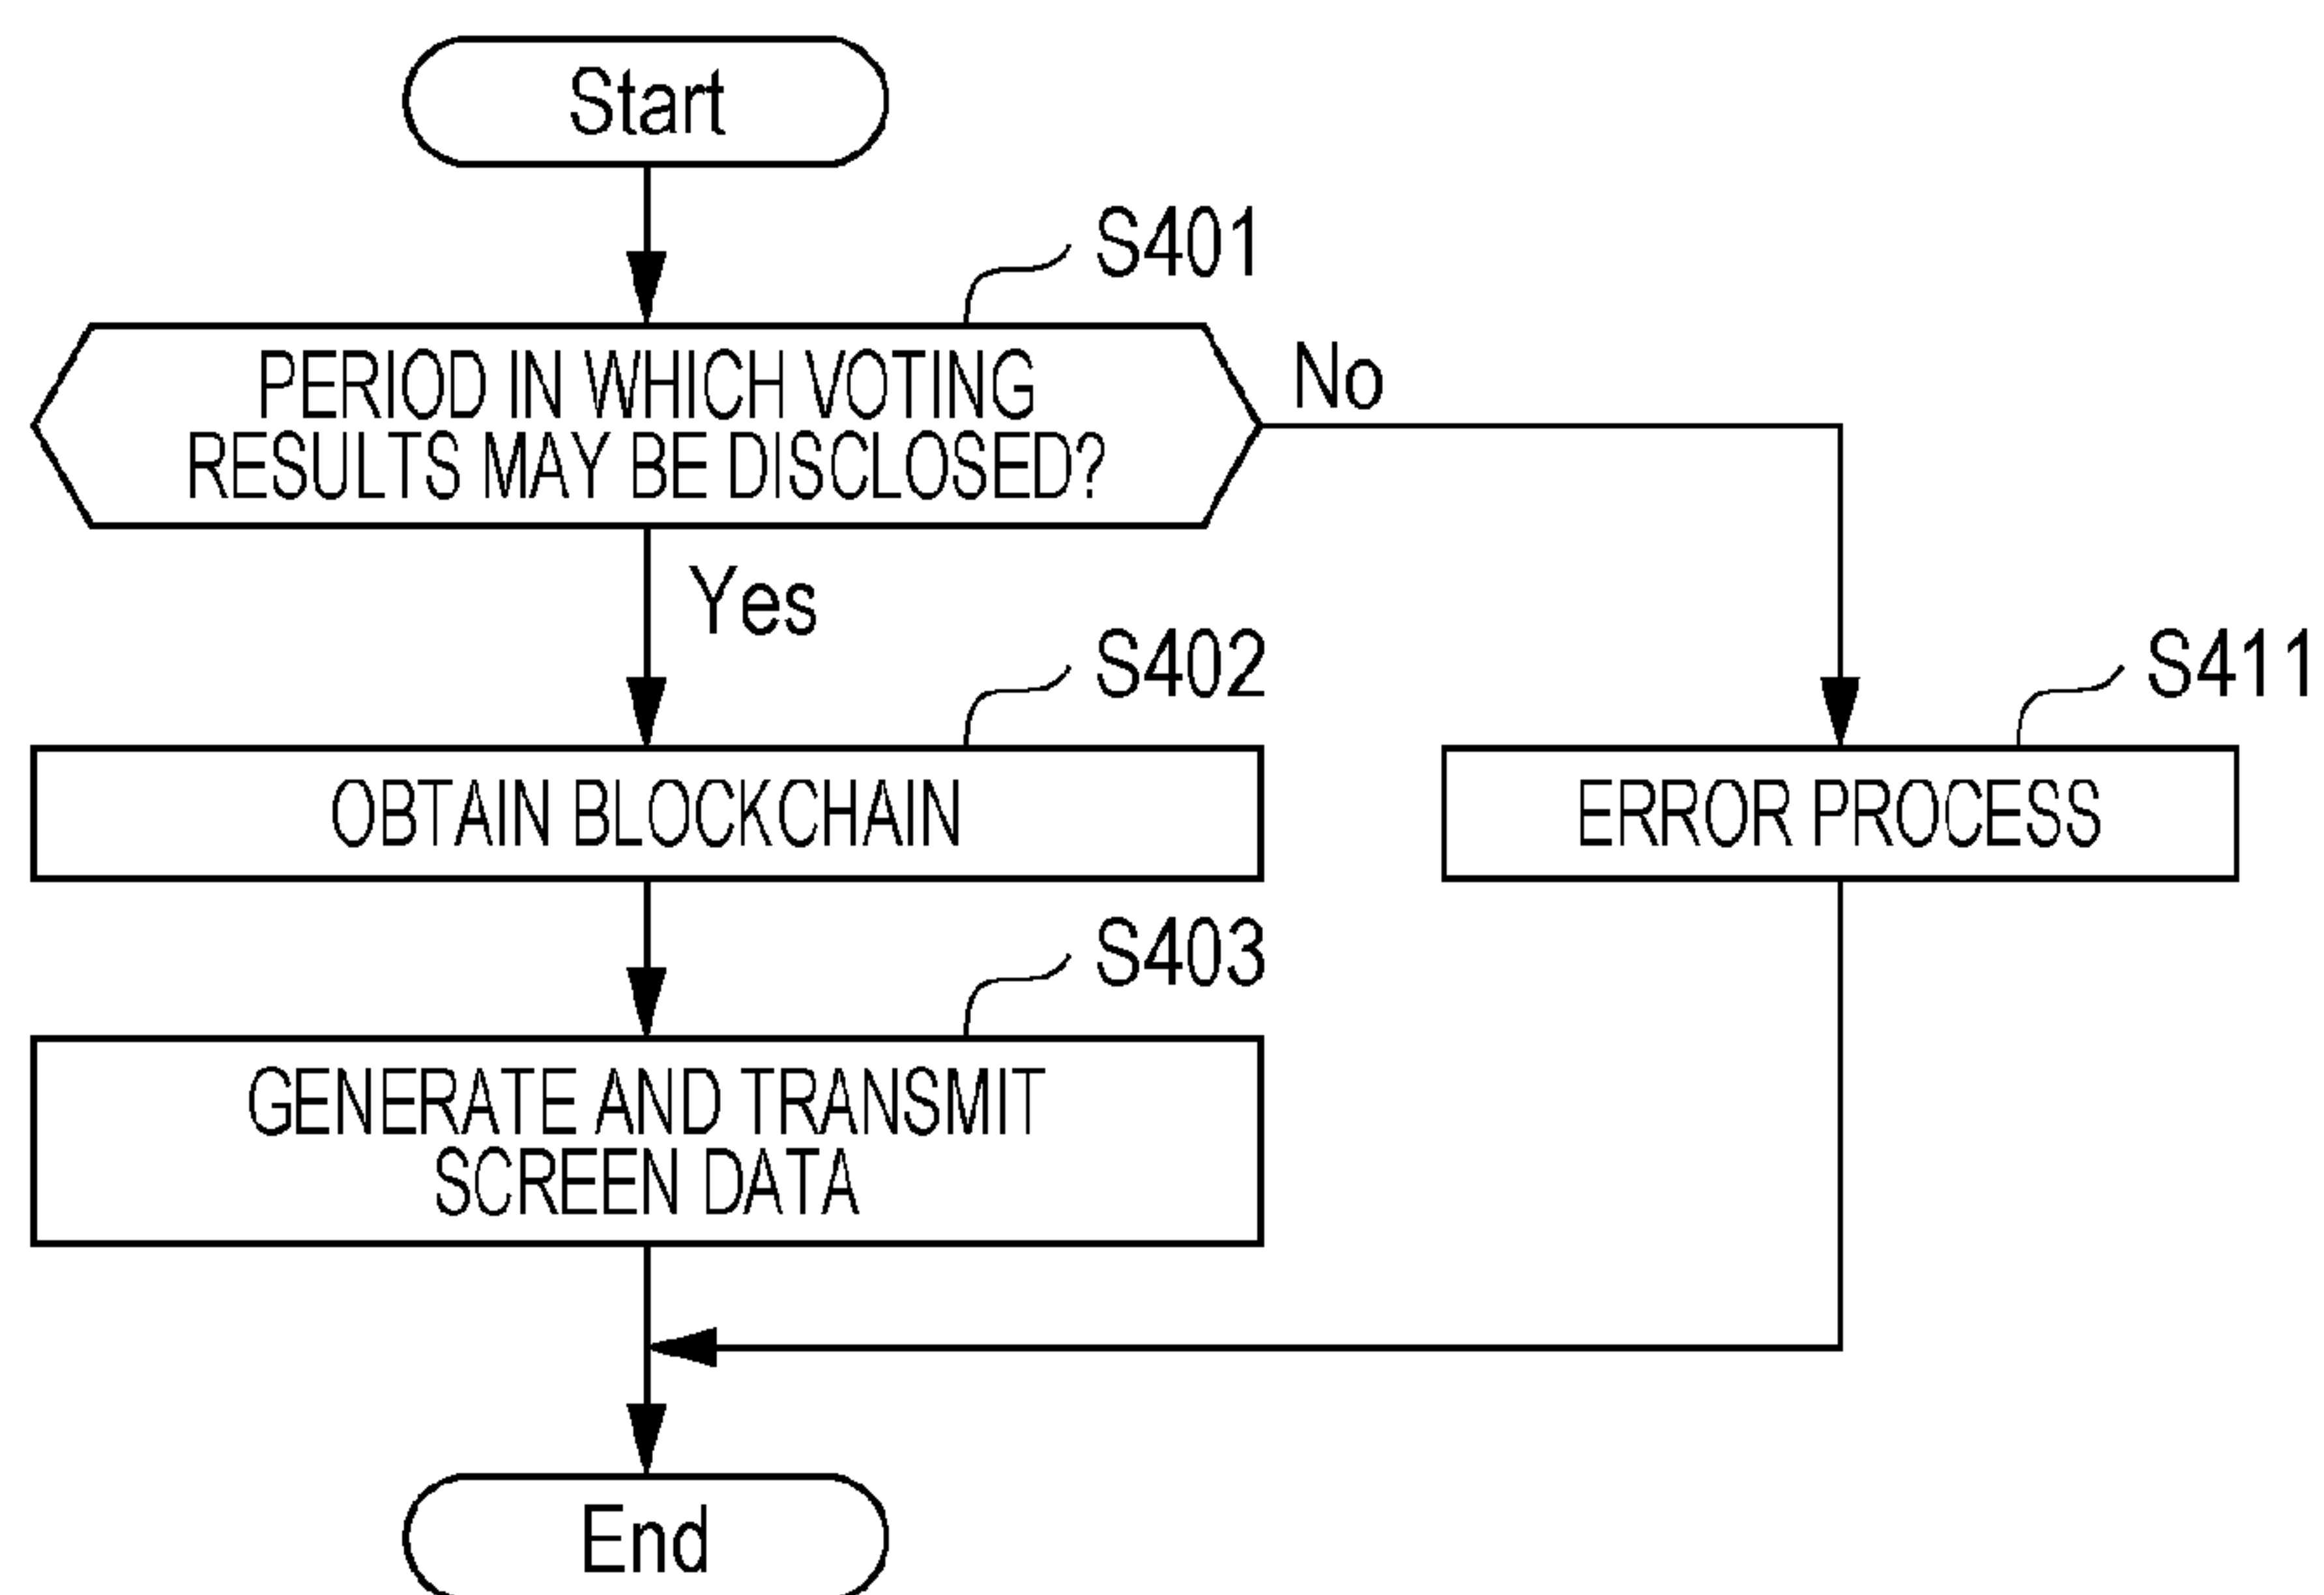 Start
S401
PERIOD IN WHICH VOTING
RESULTS MAY BE DISCLOSED?
No
Yes
S402
S411
OBTAIN BLOCKCHAIN
ERROR PROCESS
S403
GENERATE AND TRANSMIT
SCREEN DATA
End